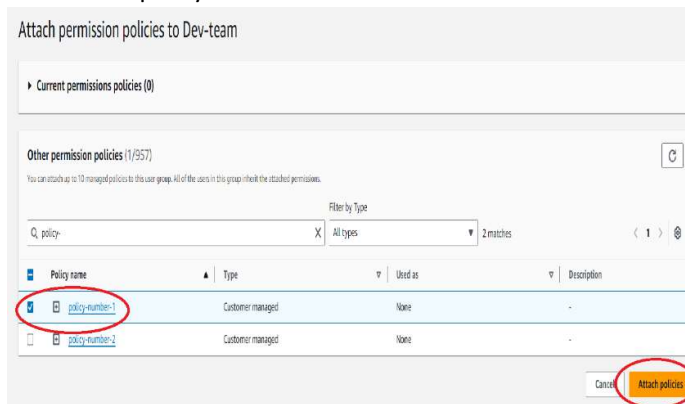 Attach permission policies to Dev-team
Current permissions policies (0)
Other permission policies (1/957)
You can attach up to 10 managed policies to this user group. All of the users in this group inherit the attached permissions.
Filter by Type
policy-
All types
2 matches
1
Policy name Type Used as Description
policy-number-1 Customer managed None -
policy-number-2 Customer managed None -
Cancel Attach policies